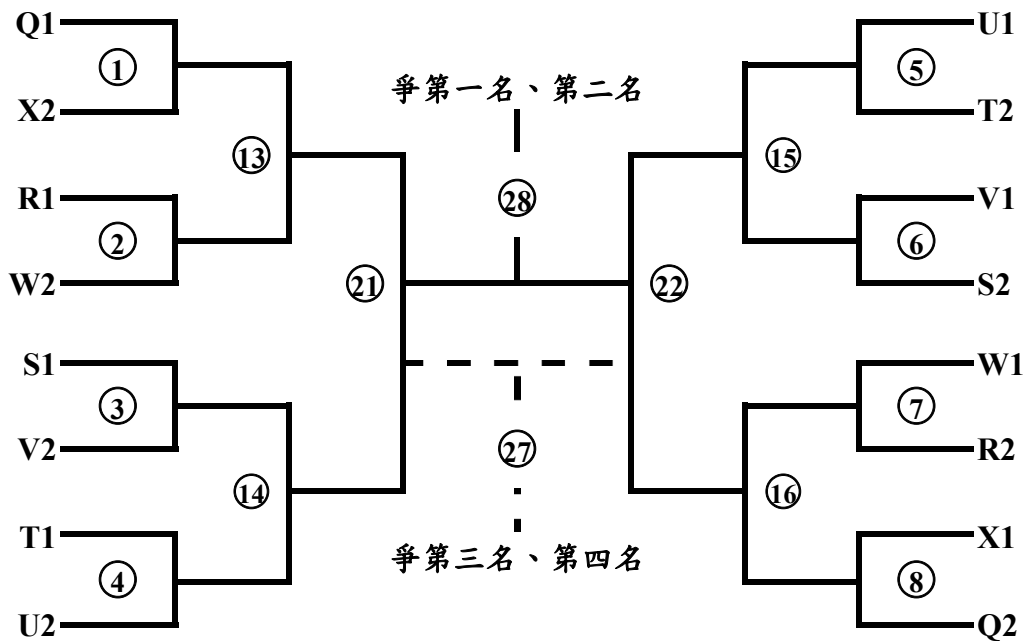 Q1
①
X2
⑬
R1
②
W2
㉑
S1
③
V2
⑭
T1
④
U2
爭第一名、第二名
㉘
㉗
爭第三名、第四名
U1
⑤
T2
⑮
V1
⑥
S2
㉒
W1
⑦
R2
⑯
X1
⑧
Q2